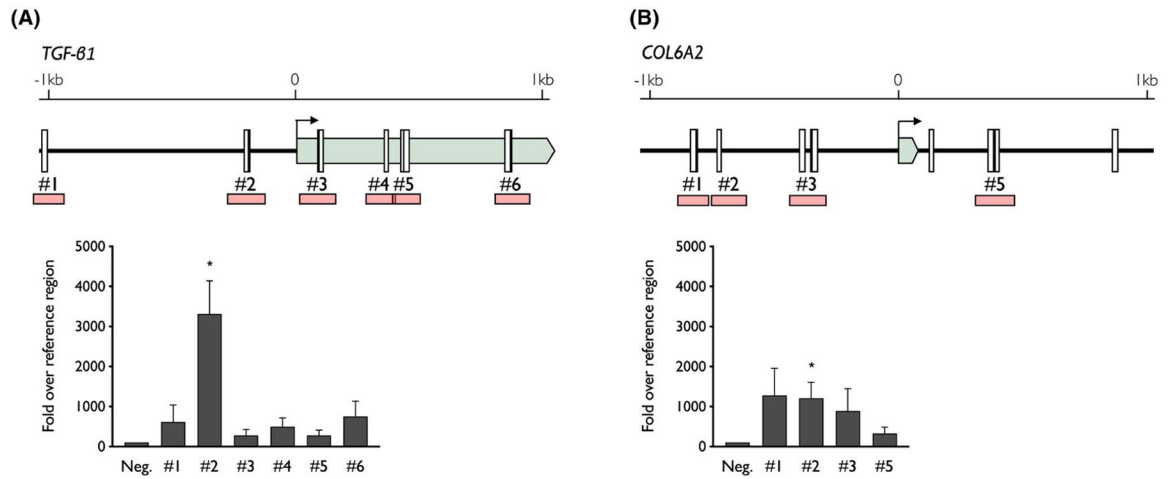 (A)
TGF-ß1
-1kb 0 1kb
#1 #2 #3 #4 #5 #6
Fold over reference region
5000
4000
3000
2000
1000
0
*
Neg. #1 #2 #3 #4 #5 #6
(B)
COL6A2
-1kb 0 1kb
#1 #2 #3 #5
Fold over reference region
5000
4000
3000
2000
1000
0
*
Neg. #1 #2 #3 #5